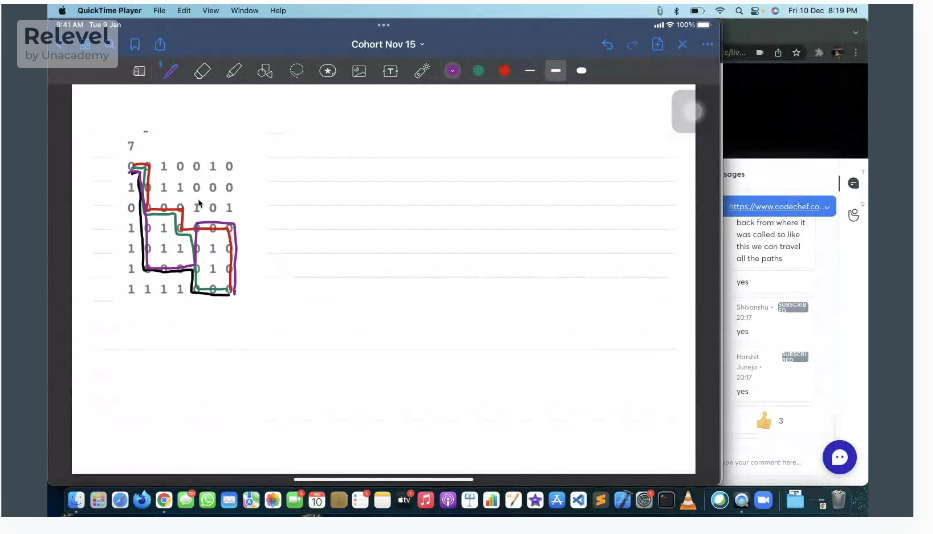 QuickTime Player File Edit View Window Help
Fri 10 Dec 8:19 PM
9:41 AM Tue 9 Jan
100%
Relevel
by Unacademy
Cohort Nov 15
7
0 0 1 0 0 1 0
1 0 1 1 0 0 0
0 0 0 0 1 0 1
1 0 1 0 0 0 0
1 0 1 1 0 1 0
1 0 0 0 0 1 0
1 1 1 1 0 0 0
ssages
https://www.codechef.co...
back from where it
was called so like
this we can travel
all the paths
yes
Shivanshu •
20:17
yes
Harshit
Juneja •
20:17
yes
👍 3
ype your comment here...